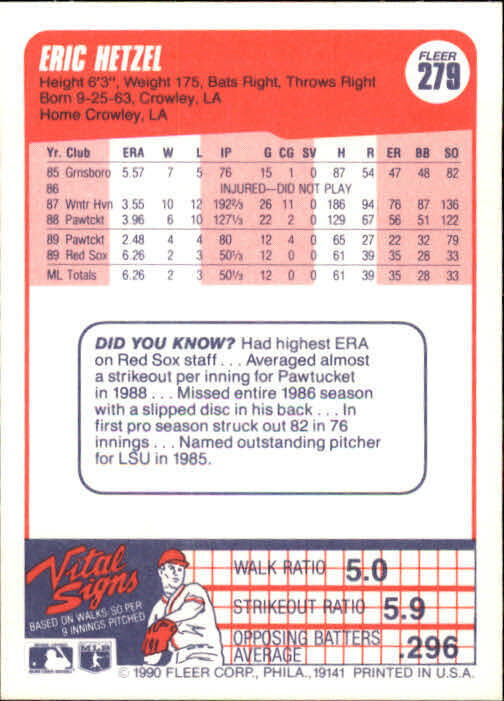 ERIC HETZEL
FLEER
279
Height 6'3", Weight 175, Bats Right, Throws Right
Born 9-25-63, Crowley, LA
Home Crowley, LA
Yr. Club ERA W L IP G CG SV H R ER BB SO
85 Grnsboro 5.57 7 5 76 15 1 0 87 54 47 48 82
86 INJURED—DID NOT PLAY
87 Wntr Hvn 3.55 10 12 192⅔ 26 11 0 186 94 76 87 136
88 Pawtckt 3.96 6 10 127⅓ 22 2 0 129 67 56 51 122
89 Pawtckt 2.48 4 4 80 12 4 0 65 27 22 32 79
89 Red Sox 6.26 2 3 50⅓ 12 0 0 61 39 35 28 33
ML Totals 6.26 2 3 50⅓ 12 0 0 61 39 35 28 33
DID YOU KNOW? Had highest ERA
on Red Sox staff . . . Averaged almost
a strikeout per inning for Pawtucket
in 1988 . . . Missed entire 1986 season
with a slipped disc in his back . . . In
first pro season struck out 82 in 76
innings . . . Named outstanding pitcher
for LSU in 1985.
Vital
Signs
BASED ON WALKS/SO PER
9 INNINGS PITCHED
WALK RATIO 5.0
STRIKEOUT RATIO 5.9
OPPOSING BATTERS
AVERAGE .296
© 1990 FLEER CORP., PHILA., 19141 PRINTED IN U.S.A.